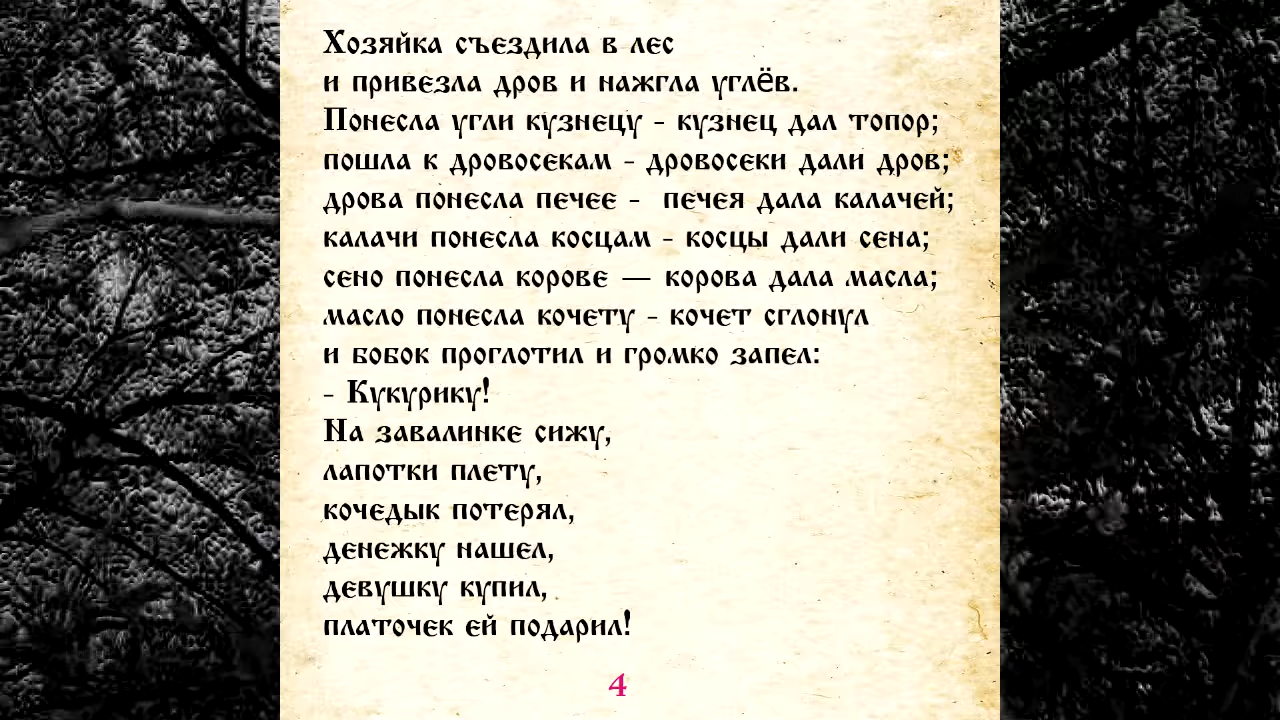 Хозяйка съездила в лес
и привезла дров и нажгла углёв.
Понесла угли кузнецу - кузнец дал топор;
пошла к дровосекам - дровосеки дали дров;
дрова понесла печее - печея дала калачей;
калачи понесла косцам - косцы дали сена;
сено понесла корове — корова дала масла;
масло понесла кочету - кочет сглонул
и бобок проглотил и громко запел:
- Кукурику!
На завалинке сижу,
лапотки плету,
кочедык потерял,
денежку нашел,
девушку купил,
платочек ей подарил!
4